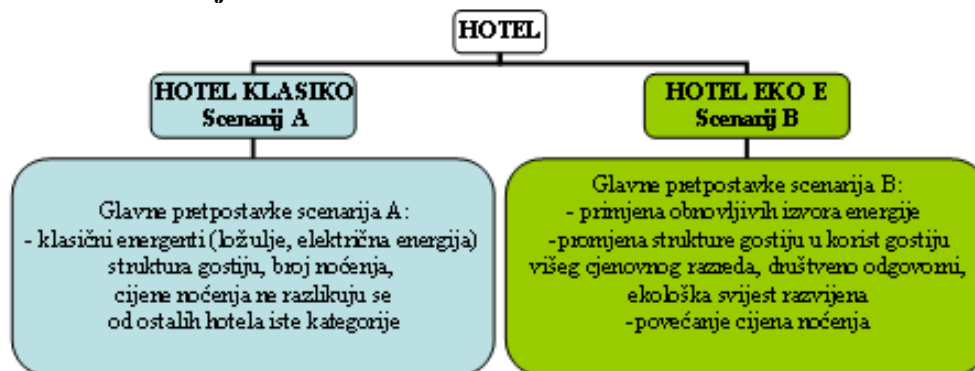 HOTEL
HOTEL KLASIKO
Scenarij A
HOTEL EKO E
Scenarij B
Glavne pretpostavke scenarija A:
- klasični energenti (ložulje, električna energija)
struktura gostiju, broj noćenja,
cijene noćenja ne razlikuju se
od ostalih hotela iste kategorije
Glavne pretpostavke scenarija B:
- primjena obnovljivih izvora energije
-promjena strukture gostiju u korist gostiju
višeg cjenovnog razreda, društveno odgovorni,
ekološka svijest razvijena
-povećanje cijena noćenja